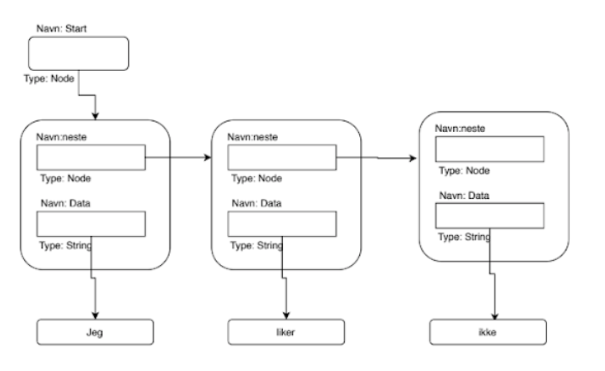 Navn: Start
Type: Node
Navn:neste
Type: Node
Navn: Data
Type: String
Jeg
Navn:neste
Type: Node
Navn: Data
Type: String
liker
Navn:neste
Type: Node
Navn: Data
Type: String
ikke